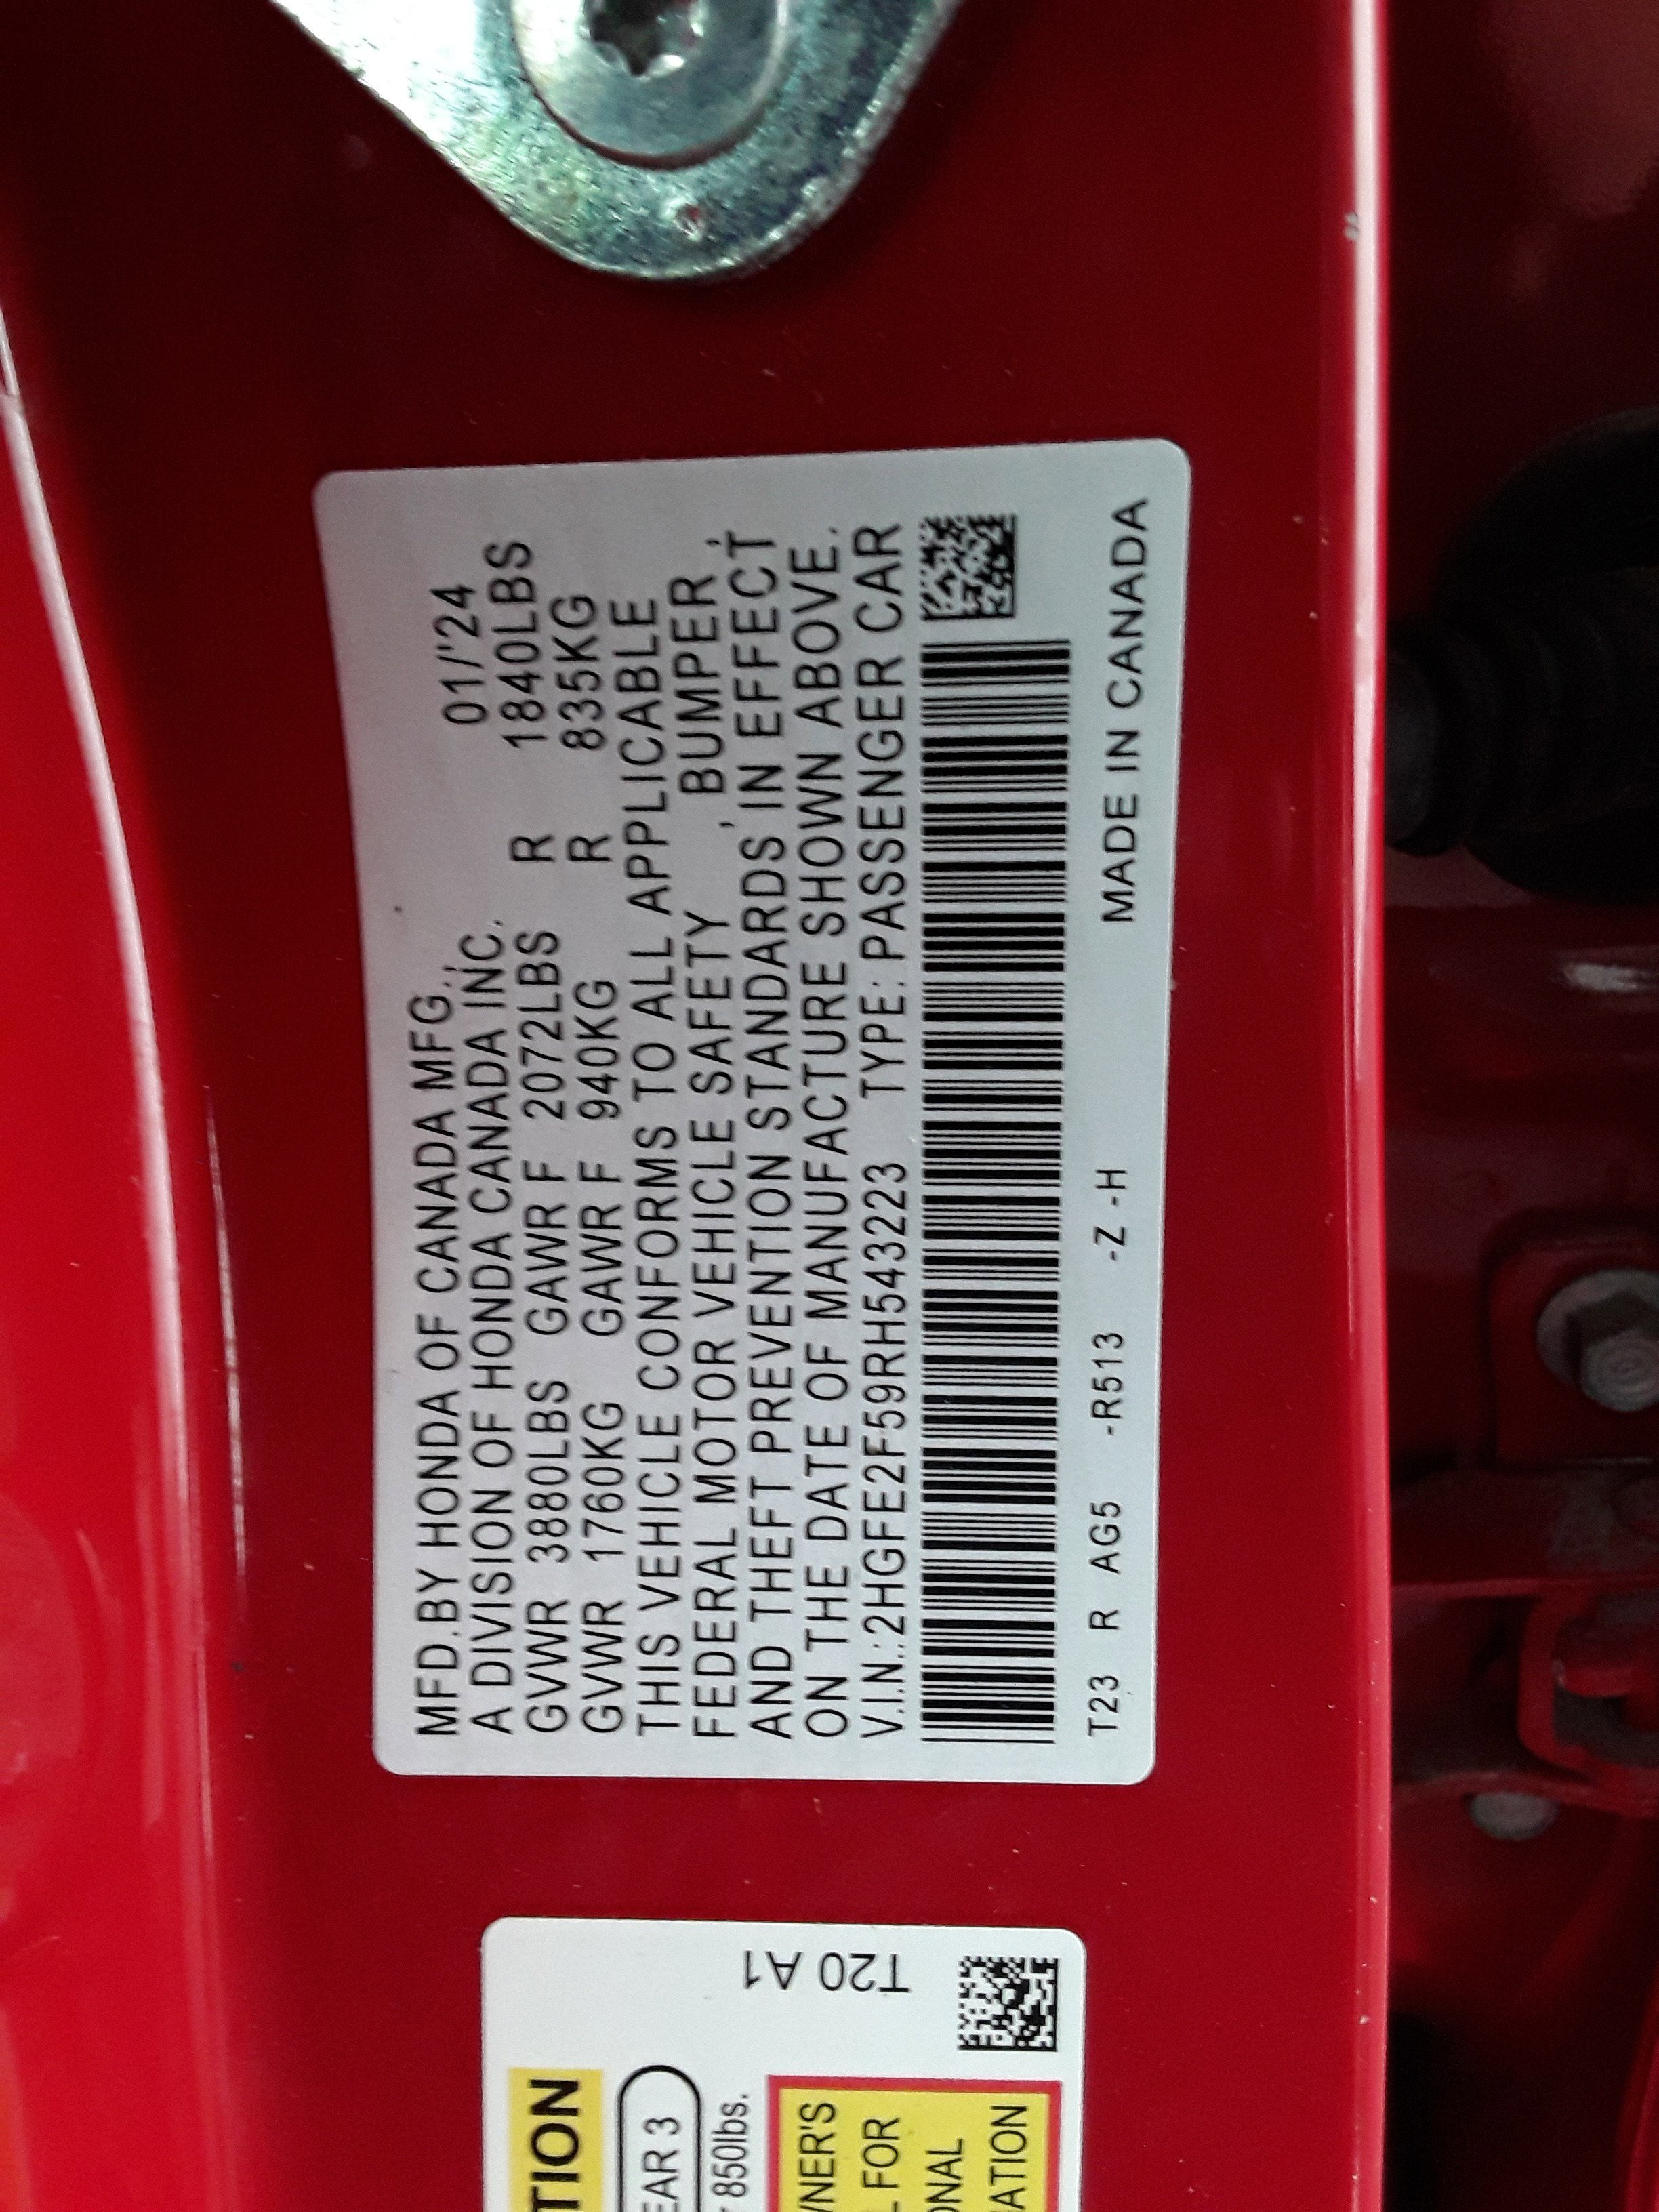 MFD.BY HONDA OF CANADA MFG.,
A DIVISION OF HONDA CANADA INC. 01/'24
GVWR 3880LBS GAWR F 2072LBS R 1840LBS
GVWR 1760KG GAWR F 940KG R 835KG
THIS VEHICLE CONFORMS TO ALL APPLICABLE
FEDERAL MOTOR VEHICLE SAFETY , BUMPER ,
AND THEFT PREVENTION STANDARDS IN EFFECT
ON THE DATE OF MANUFACTURE SHOWN ABOVE.
V.I.N.:2HGFE2F59RH543223 TYPE:PASSENGER CAR
T23 R AG5 -R513 -Z -H MADE IN CANADA
T20 A1
TION
EAR 3
850lbs.
NER'S
FOR
ONAL
ATION